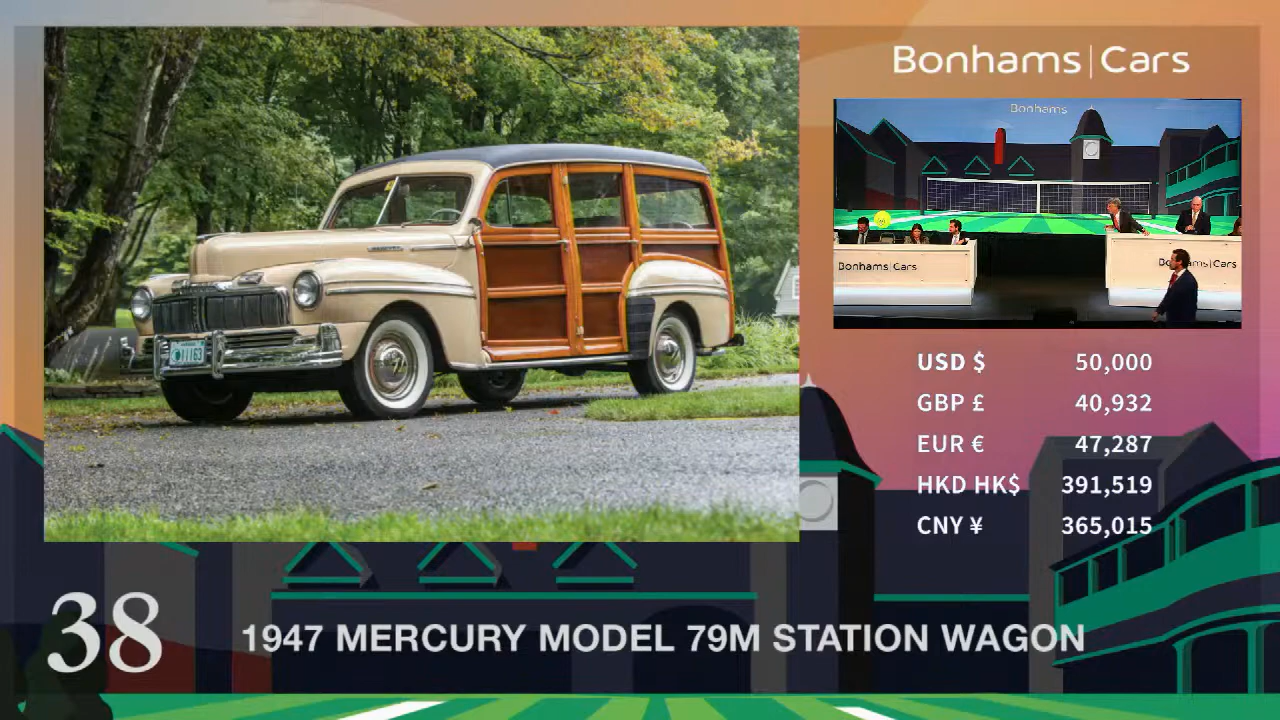 Bonhams|Cars
Bonhams
Bonhams|Cars
Bonhams|Cars
USD $ 50,000
GBP £ 40,932
EUR € 47,287
HKD HK$ 391,519
CNY ¥ 365,015
38
1947 MERCURY MODEL 79M STATION WAGON